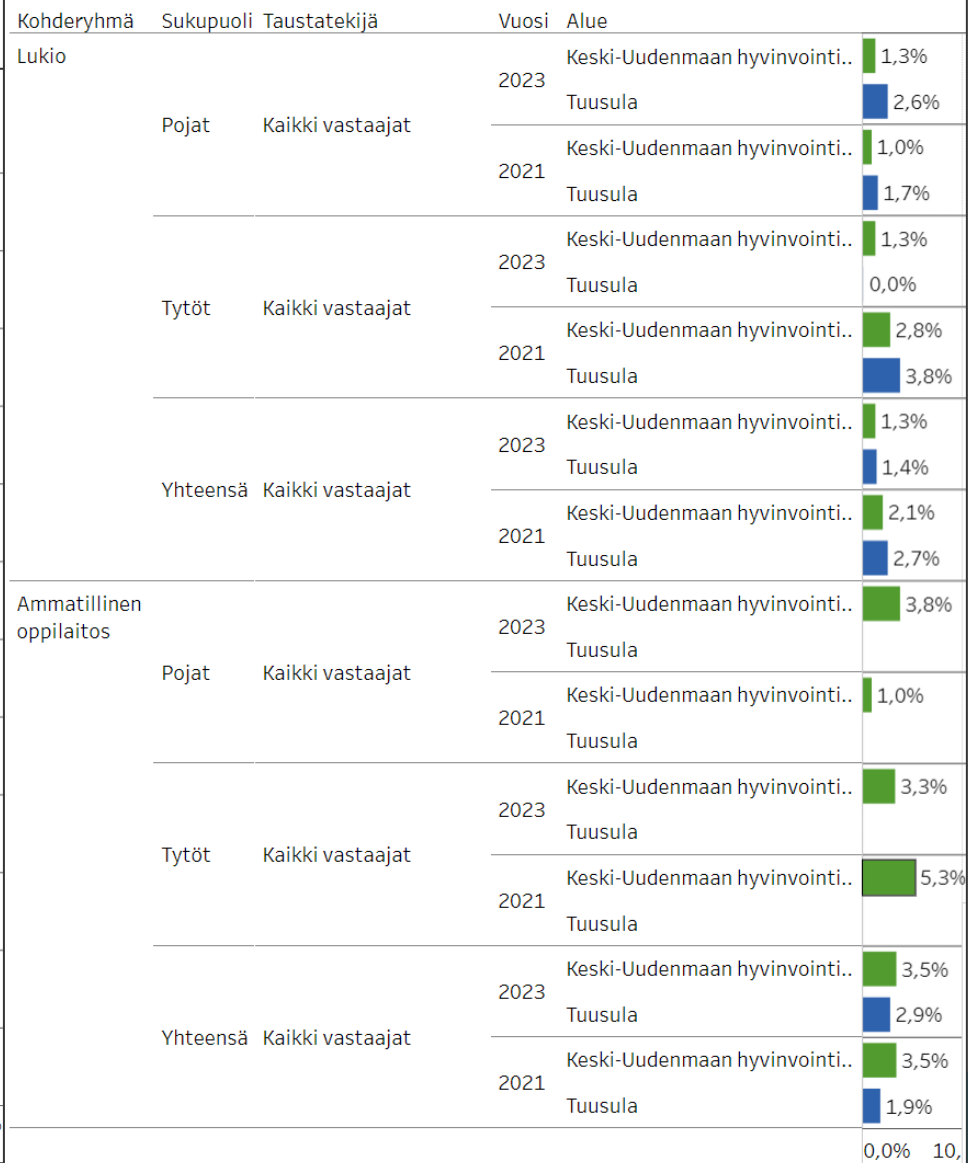 Kohderyhmä Sukupuoli Taustatekijä Vuosi Alue
Lukio Pojat Kaikki vastaajat 2023 Keski-Uudenmaan hyvinvointi.. 1,3%
Tuusula 2,6%
2021 Keski-Uudenmaan hyvinvointi.. 1,0%
Tuusula 1,7%
Tytöt Kaikki vastaajat 2023 Keski-Uudenmaan hyvinvointi.. 1,3%
Tuusula 0,0%
2021 Keski-Uudenmaan hyvinvointi.. 2,8%
Tuusula 3,8%
Yhteensä Kaikki vastaajat 2023 Keski-Uudenmaan hyvinvointi.. 1,3%
Tuusula 1,4%
2021 Keski-Uudenmaan hyvinvointi.. 2,1%
Tuusula 2,7%
Ammatillinen
oppilaitos Pojat Kaikki vastaajat 2023 Keski-Uudenmaan hyvinvointi.. 3,8%
Tuusula
2021 Keski-Uudenmaan hyvinvointi.. 1,0%
Tuusula
Tytöt Kaikki vastaajat 2023 Keski-Uudenmaan hyvinvointi.. 3,3%
Tuusula
2021 Keski-Uudenmaan hyvinvointi.. 5,3%
Tuusula
Yhteensä Kaikki vastaajat 2023 Keski-Uudenmaan hyvinvointi.. 3,5%
Tuusula 2,9%
2021 Keski-Uudenmaan hyvinvointi.. 3,5%
Tuusula 1,9%
0,0% 10,